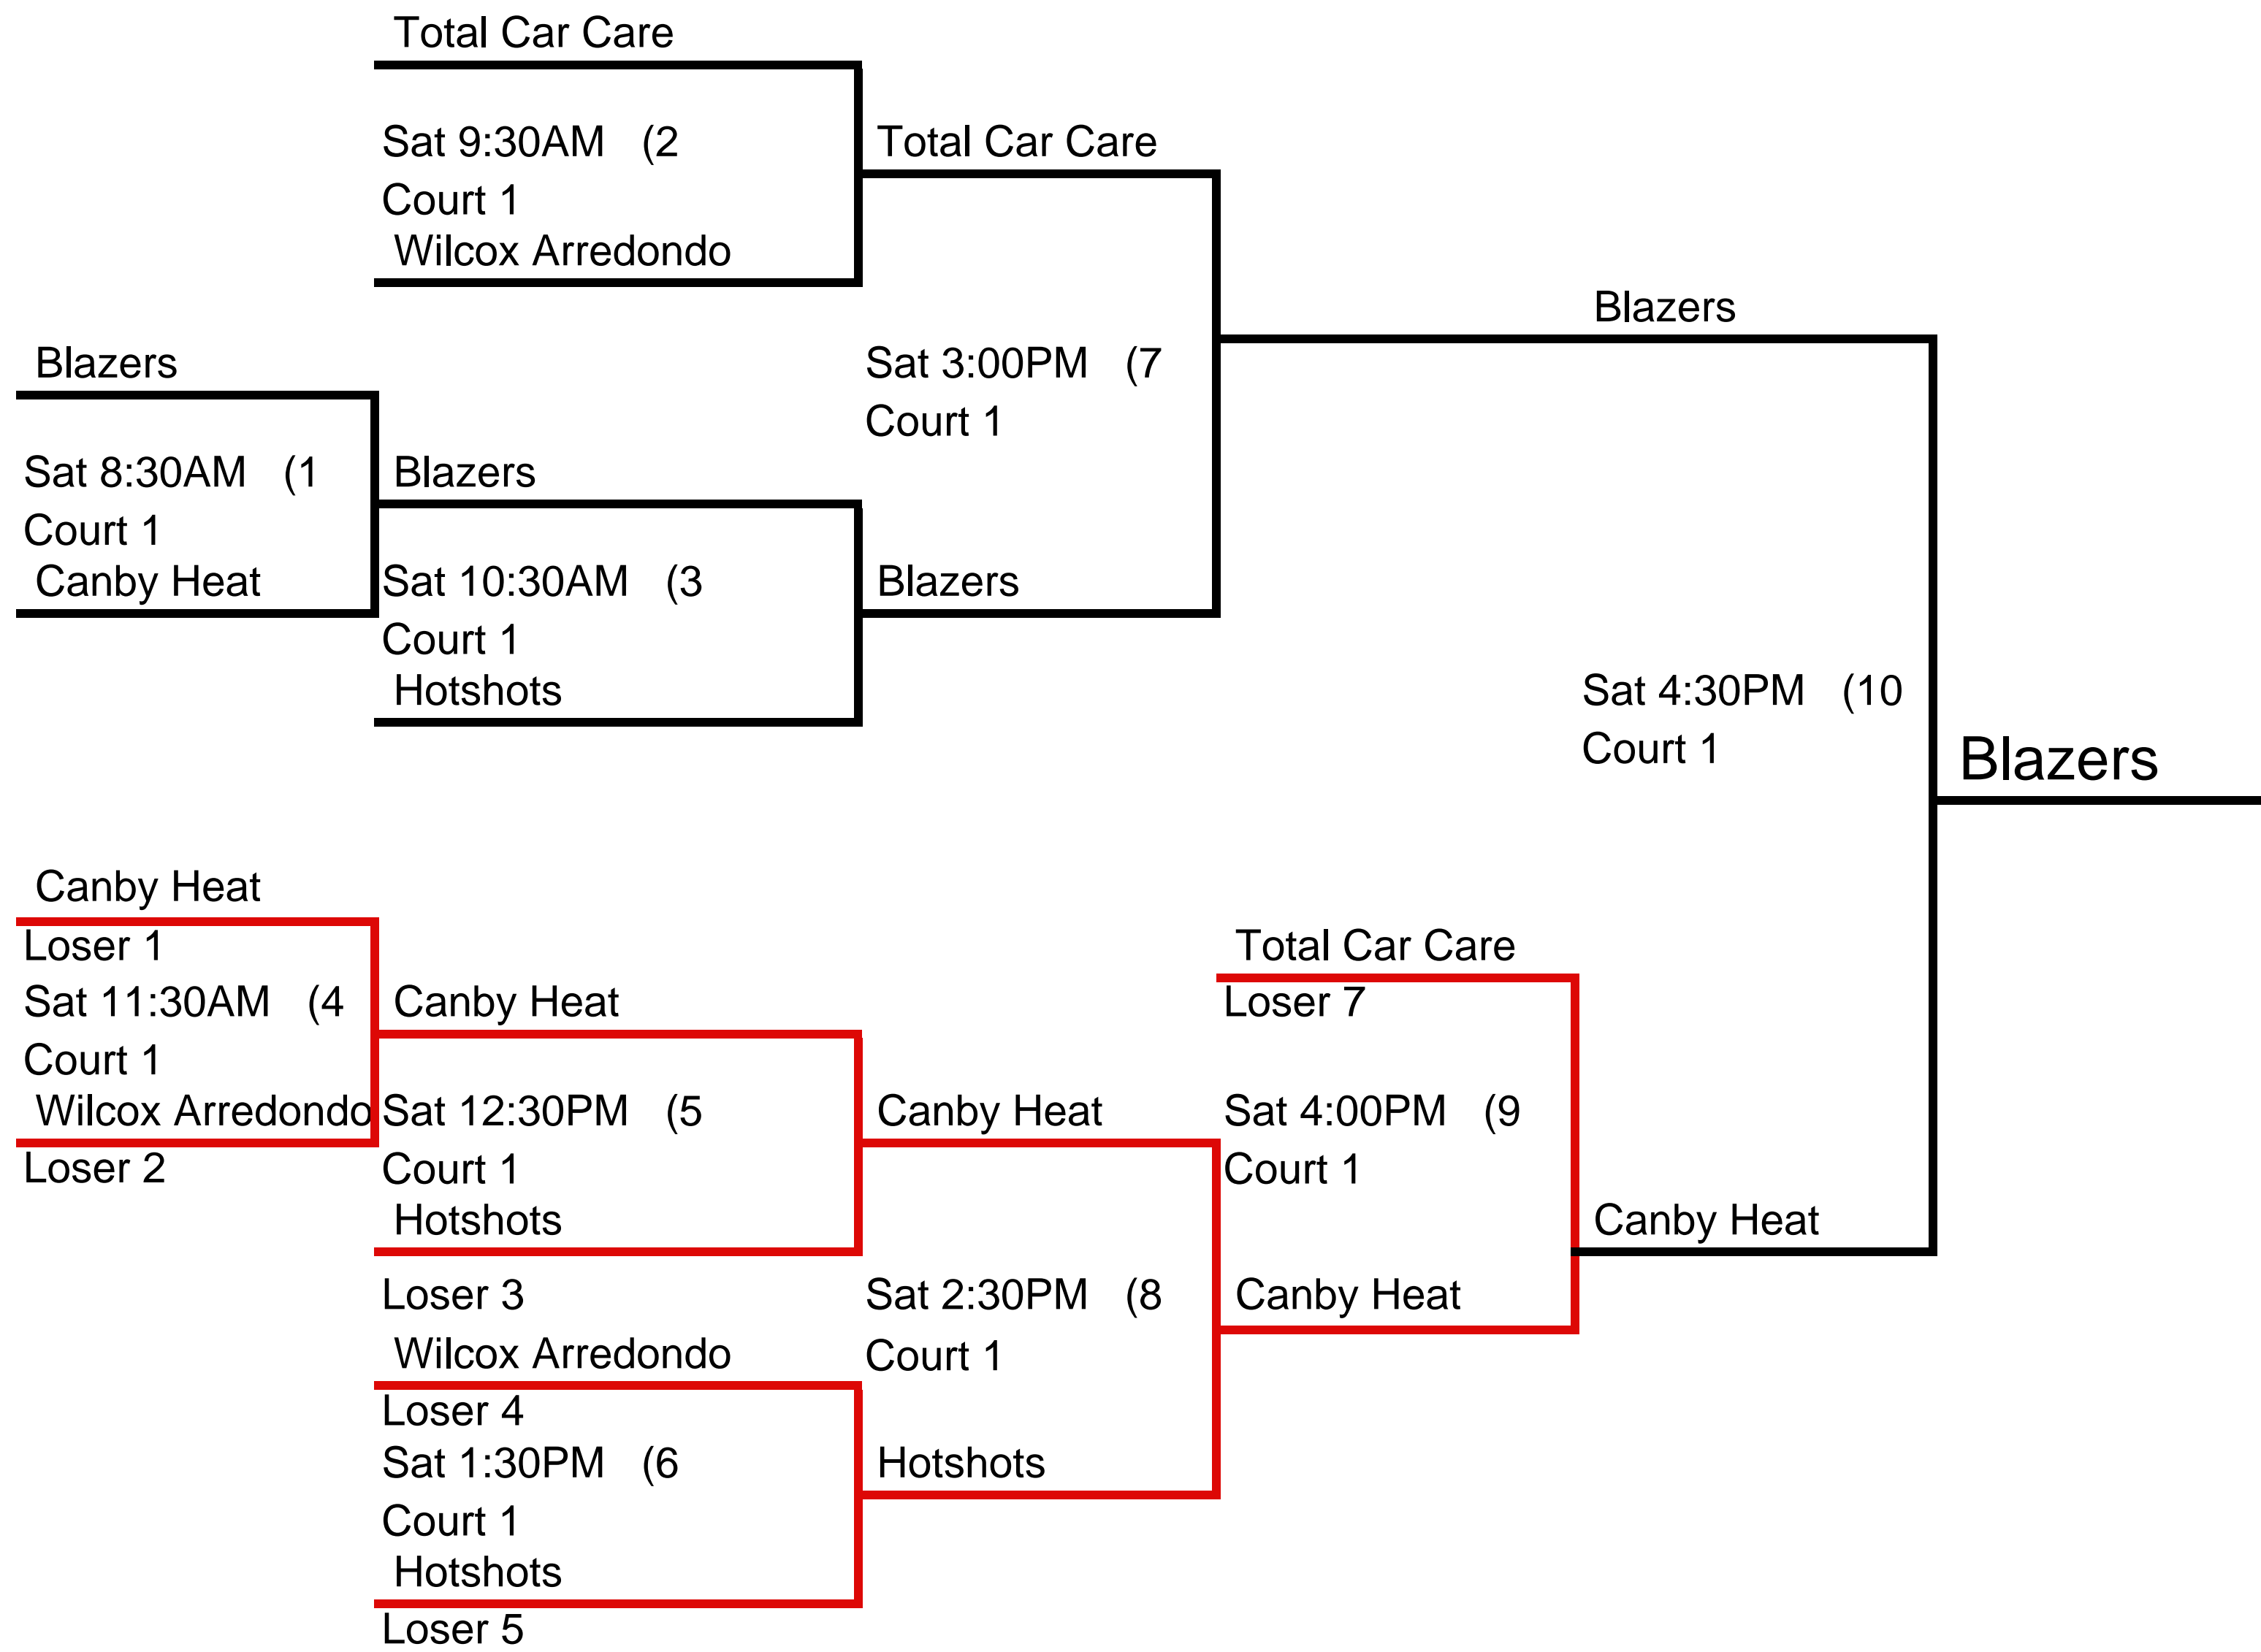 Total Car Care
Sat 9:30AM (2
Court 1
Wilcox Arredondo
Total Car Care
Blazers
Sat 8:30AM (1
Court 1
Canby Heat
Blazers
Sat 10:30AM (3
Court 1
Hotshots
Sat 3:00PM (7
Court 1
Blazers
Blazers
Sat 4:30PM (10
Court 1
Blazers
Canby Heat
Loser 1
Sat 11:30AM (4
Court 1
Wilcox Arredondo
Loser 2
Canby Heat
Sat 12:30PM (5
Court 1
Hotshots
Loser 3
Wilcox Arredondo
Loser 4
Sat 1:30PM (6
Court 1
Hotshots
Loser 5
Canby Heat
Sat 2:30PM (8
Court 1
Hotshots
Total Car Care
Loser 7
Sat 4:00PM (9
Court 1
Canby Heat
Canby Heat